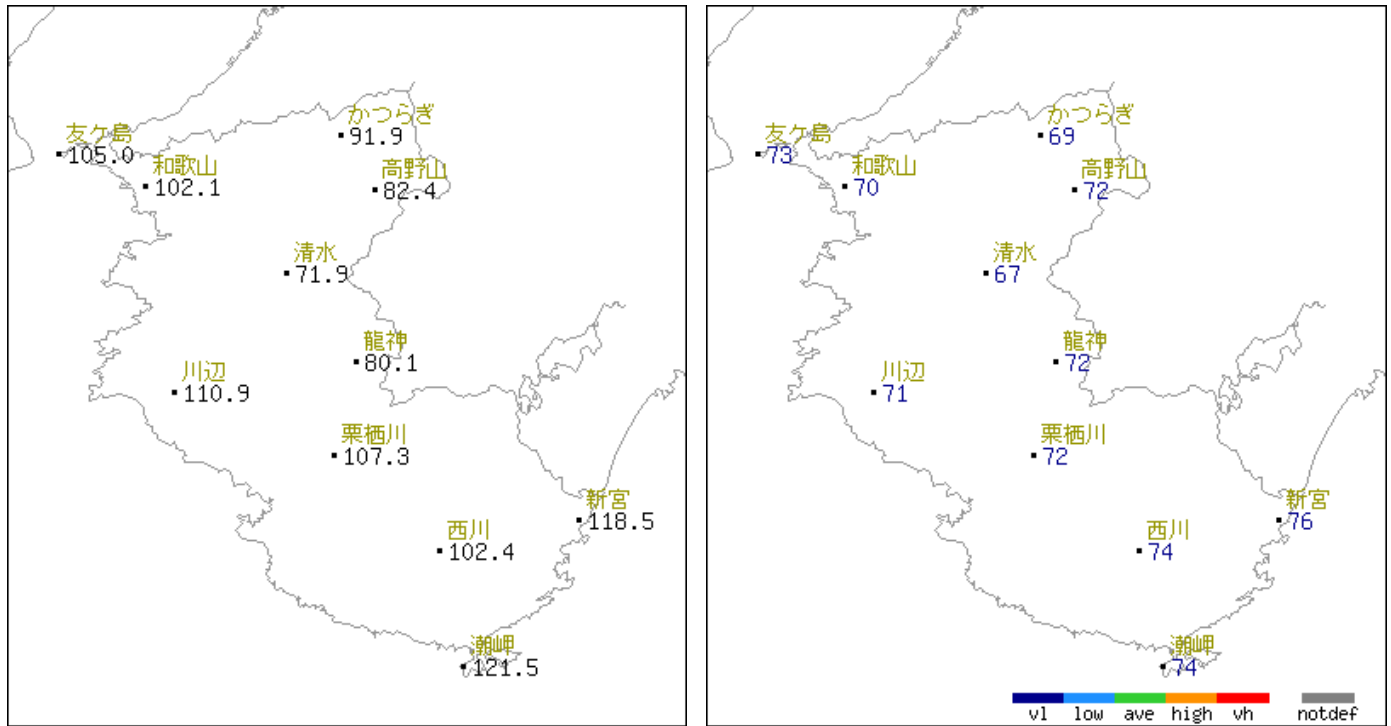 かつらぎ
91.9
友ケ島
105.0
和歌山
102.1
高野山
82.4
清水
71.9
龍神
80.1
川辺
110.9
栗栖川
107.3
新宮
118.5
西川
102.4
潮岬
121.5
かつらぎ
69
友ケ島
73
和歌山
70
高野山
72
清水
67
龍神
72
川辺
71
栗栖川
72
新宮
76
西川
74
潮岬
74
vl low ave high vh notdef